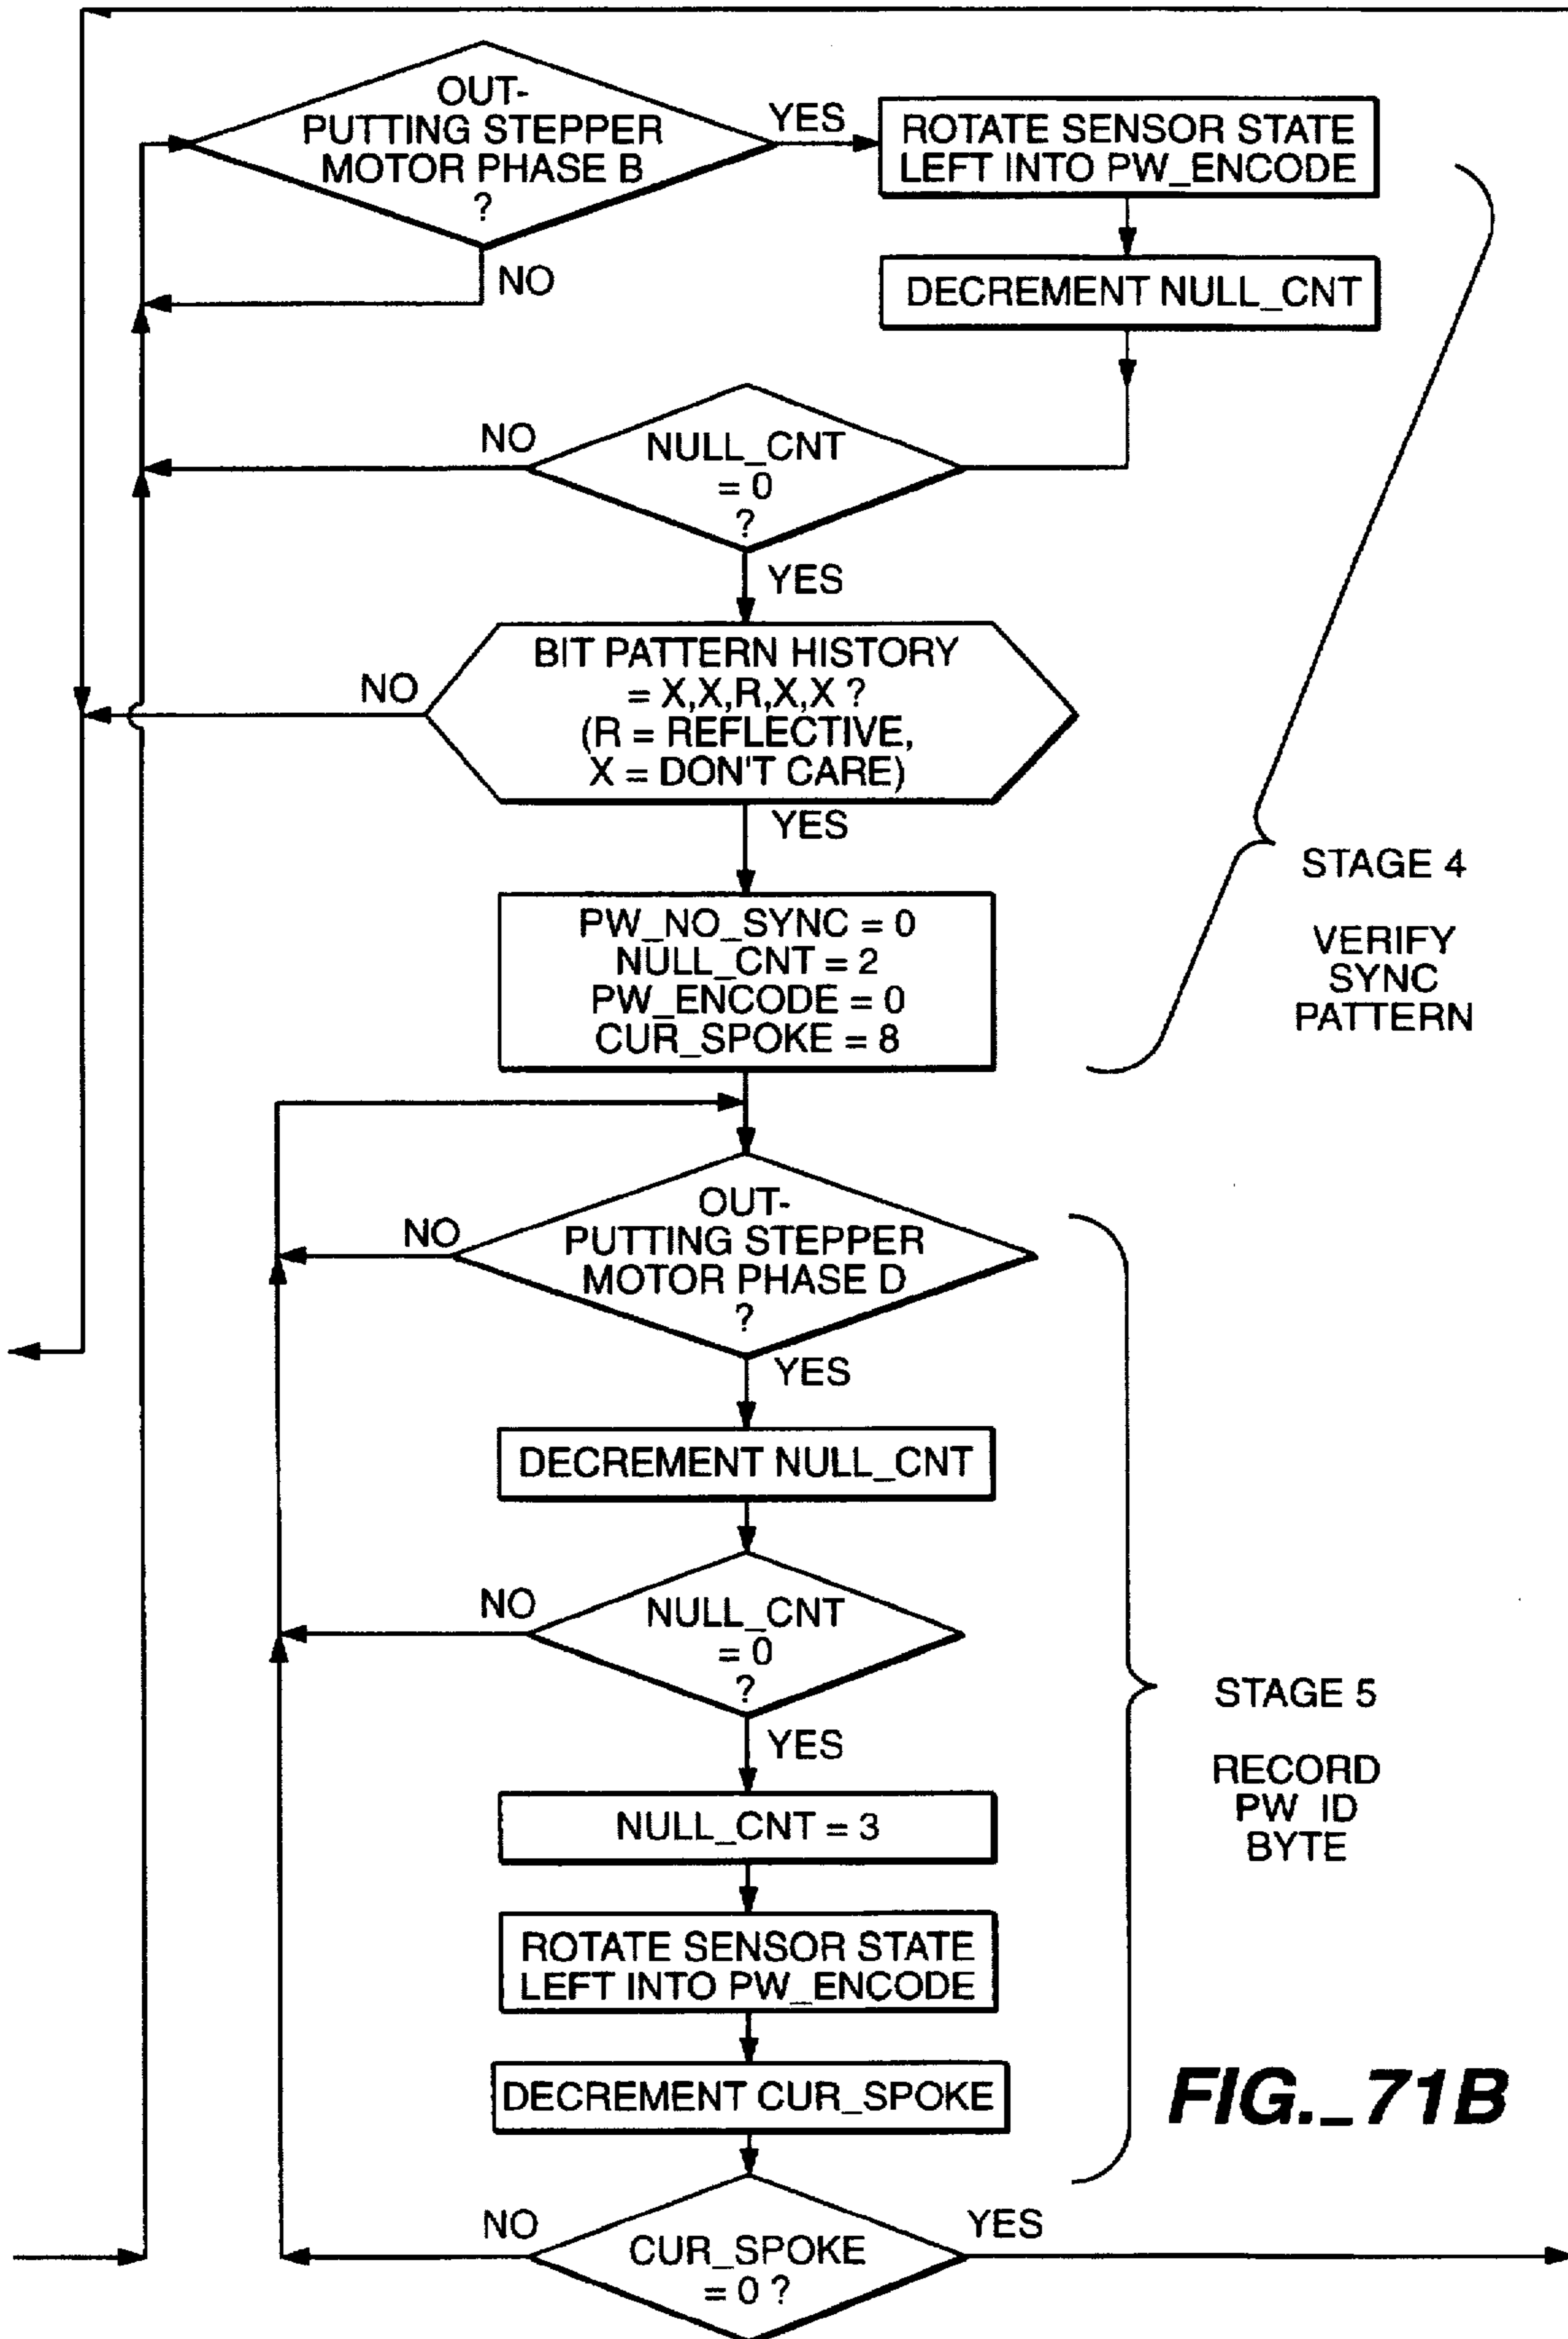 OUT-
PUTTING STEPPER
MOTOR PHASE B
?
YES
ROTATE SENSOR STATE
LEFT INTO PW_ENCODE
NO
DECREMENT NULL_CNT
NO
NULL_CNT
= 0
?
YES
BIT PATTERN HISTORY
= X,X,R,X,X ?
(R = REFLECTIVE,
X = DON'T CARE)
NO
YES
STAGE 4
VERIFY
SYNC
PATTERN
PW_NO_SYNC = 0
NULL_CNT = 2
PW_ENCODE = 0
CUR_SPOKE = 8
OUT-
PUTTING STEPPER
MOTOR PHASE D
?
NO
YES
DECREMENT NULL_CNT
NO
NULL_CNT
= 0
?
YES
STAGE 5
RECORD
PW_ID
BYTE
NULL_CNT = 3
ROTATE SENSOR STATE
LEFT INTO PW_ENCODE
DECREMENT CUR_SPOKE
FIG._71B
NO
CUR_SPOKE
= 0 ?
YES